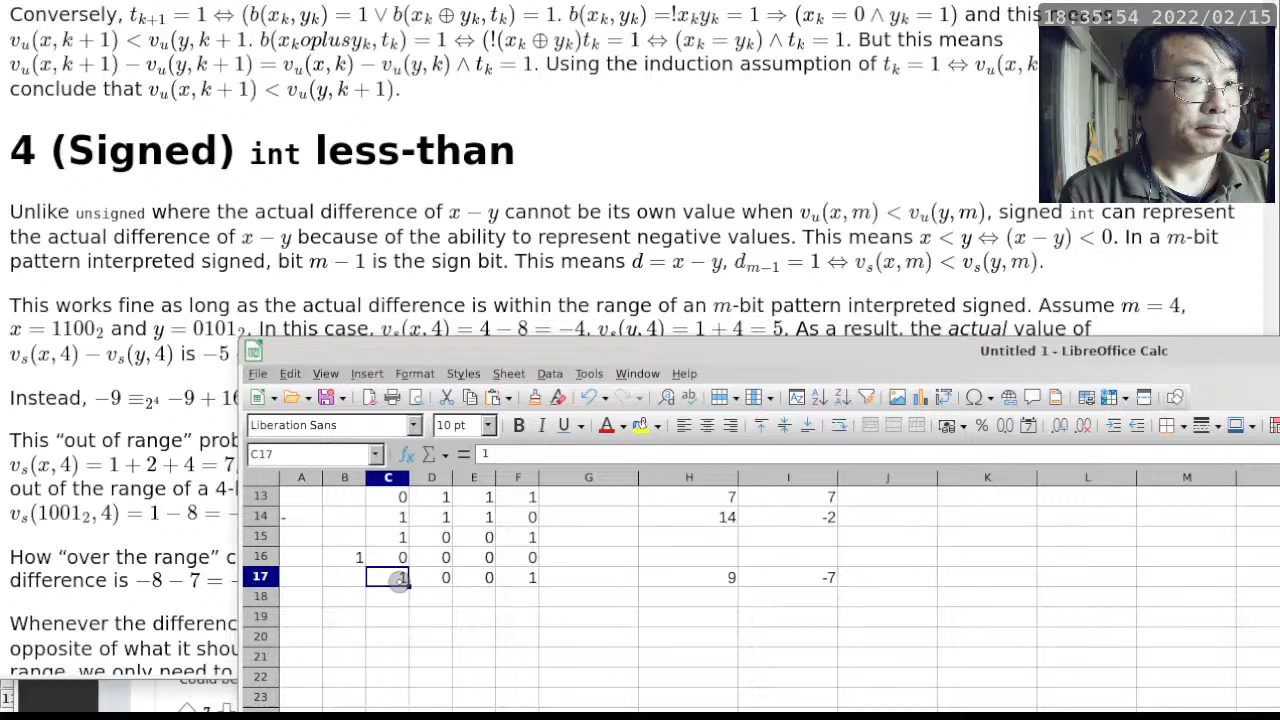 Conversely, t_{k+1} = 1 ⇔ (b(x_k, y_k) = 1 ∨ b(x_k ⊕ y_k, t_k) = 1. b(x_k, y_k) =!x_k y_k = 1 ⇒ (x_k = 0 ∧ y_k = 1) and this means
v_u(x, k + 1) < v_u(y, k + 1. b(x_k oplus y_k, t_k) = 1 ⇔ (!(x_k ⊕ y_k)t_k = 1 ⇔ (x_k = y_k) ∧ t_k = 1. But this means
v_u(x, k + 1) − v_u(y, k + 1) = v_u(x, k) − v_u(y, k) ∧ t_k = 1. Using the induction assumption of t_k = 1 ⇔ v_u(x, k
conclude that v_u(x, k + 1) < v_u(y, k + 1).
18:35:54 2022/02/15
4 (Signed) int less-than
Unlike unsigned where the actual difference of x − y cannot be its own value when v_u(x, m) < v_u(y, m), signed int can represent
the actual difference of x − y because of the ability to represent negative values. This means x < y ⇔ (x − y) < 0. In a m-bit
pattern interpreted signed, bit m − 1 is the sign bit. This means d = x − y, d_{m−1} = 1 ⇔ v_s(x, m) < v_s(y, m).
This works fine as long as the actual difference is within the range of an m-bit pattern interpreted signed. Assume m = 4,
x = 1100_2 and y = 0101_2. In this case, v_s(x, 4) = 4 − 8 = −4, v_s(y, 4) = 1 + 4 = 5. As a result, the actual value of
v_s(x, 4) − v_s(y, 4) is −5
Instead, −9 ≡_{2^4} −9 + 16
This “out of range” prob
v_s(x, 4) = 1 + 2 + 4 = 7,
out of the range of a 4-
v_s(1001_2, 4) = 1 − 8 = −
How “over the range” c
difference is −8 − 7 = −
Whenever the differenc
opposite of what it shou
range, we only need to
Untitled 1 - LibreOffice Calc
File Edit View Insert Format Styles Sheet Data Tools Window Help
Liberation Sans 10 pt
C17 1
A B C D E F G H I J K L M
13 0 1 1 1 7 7
14 - 1 1 1 0 14 -2
15 1 0 0 1
16 1 0 0 0 0
17 1 0 0 1 9 -7
18
19
20
21
22
23